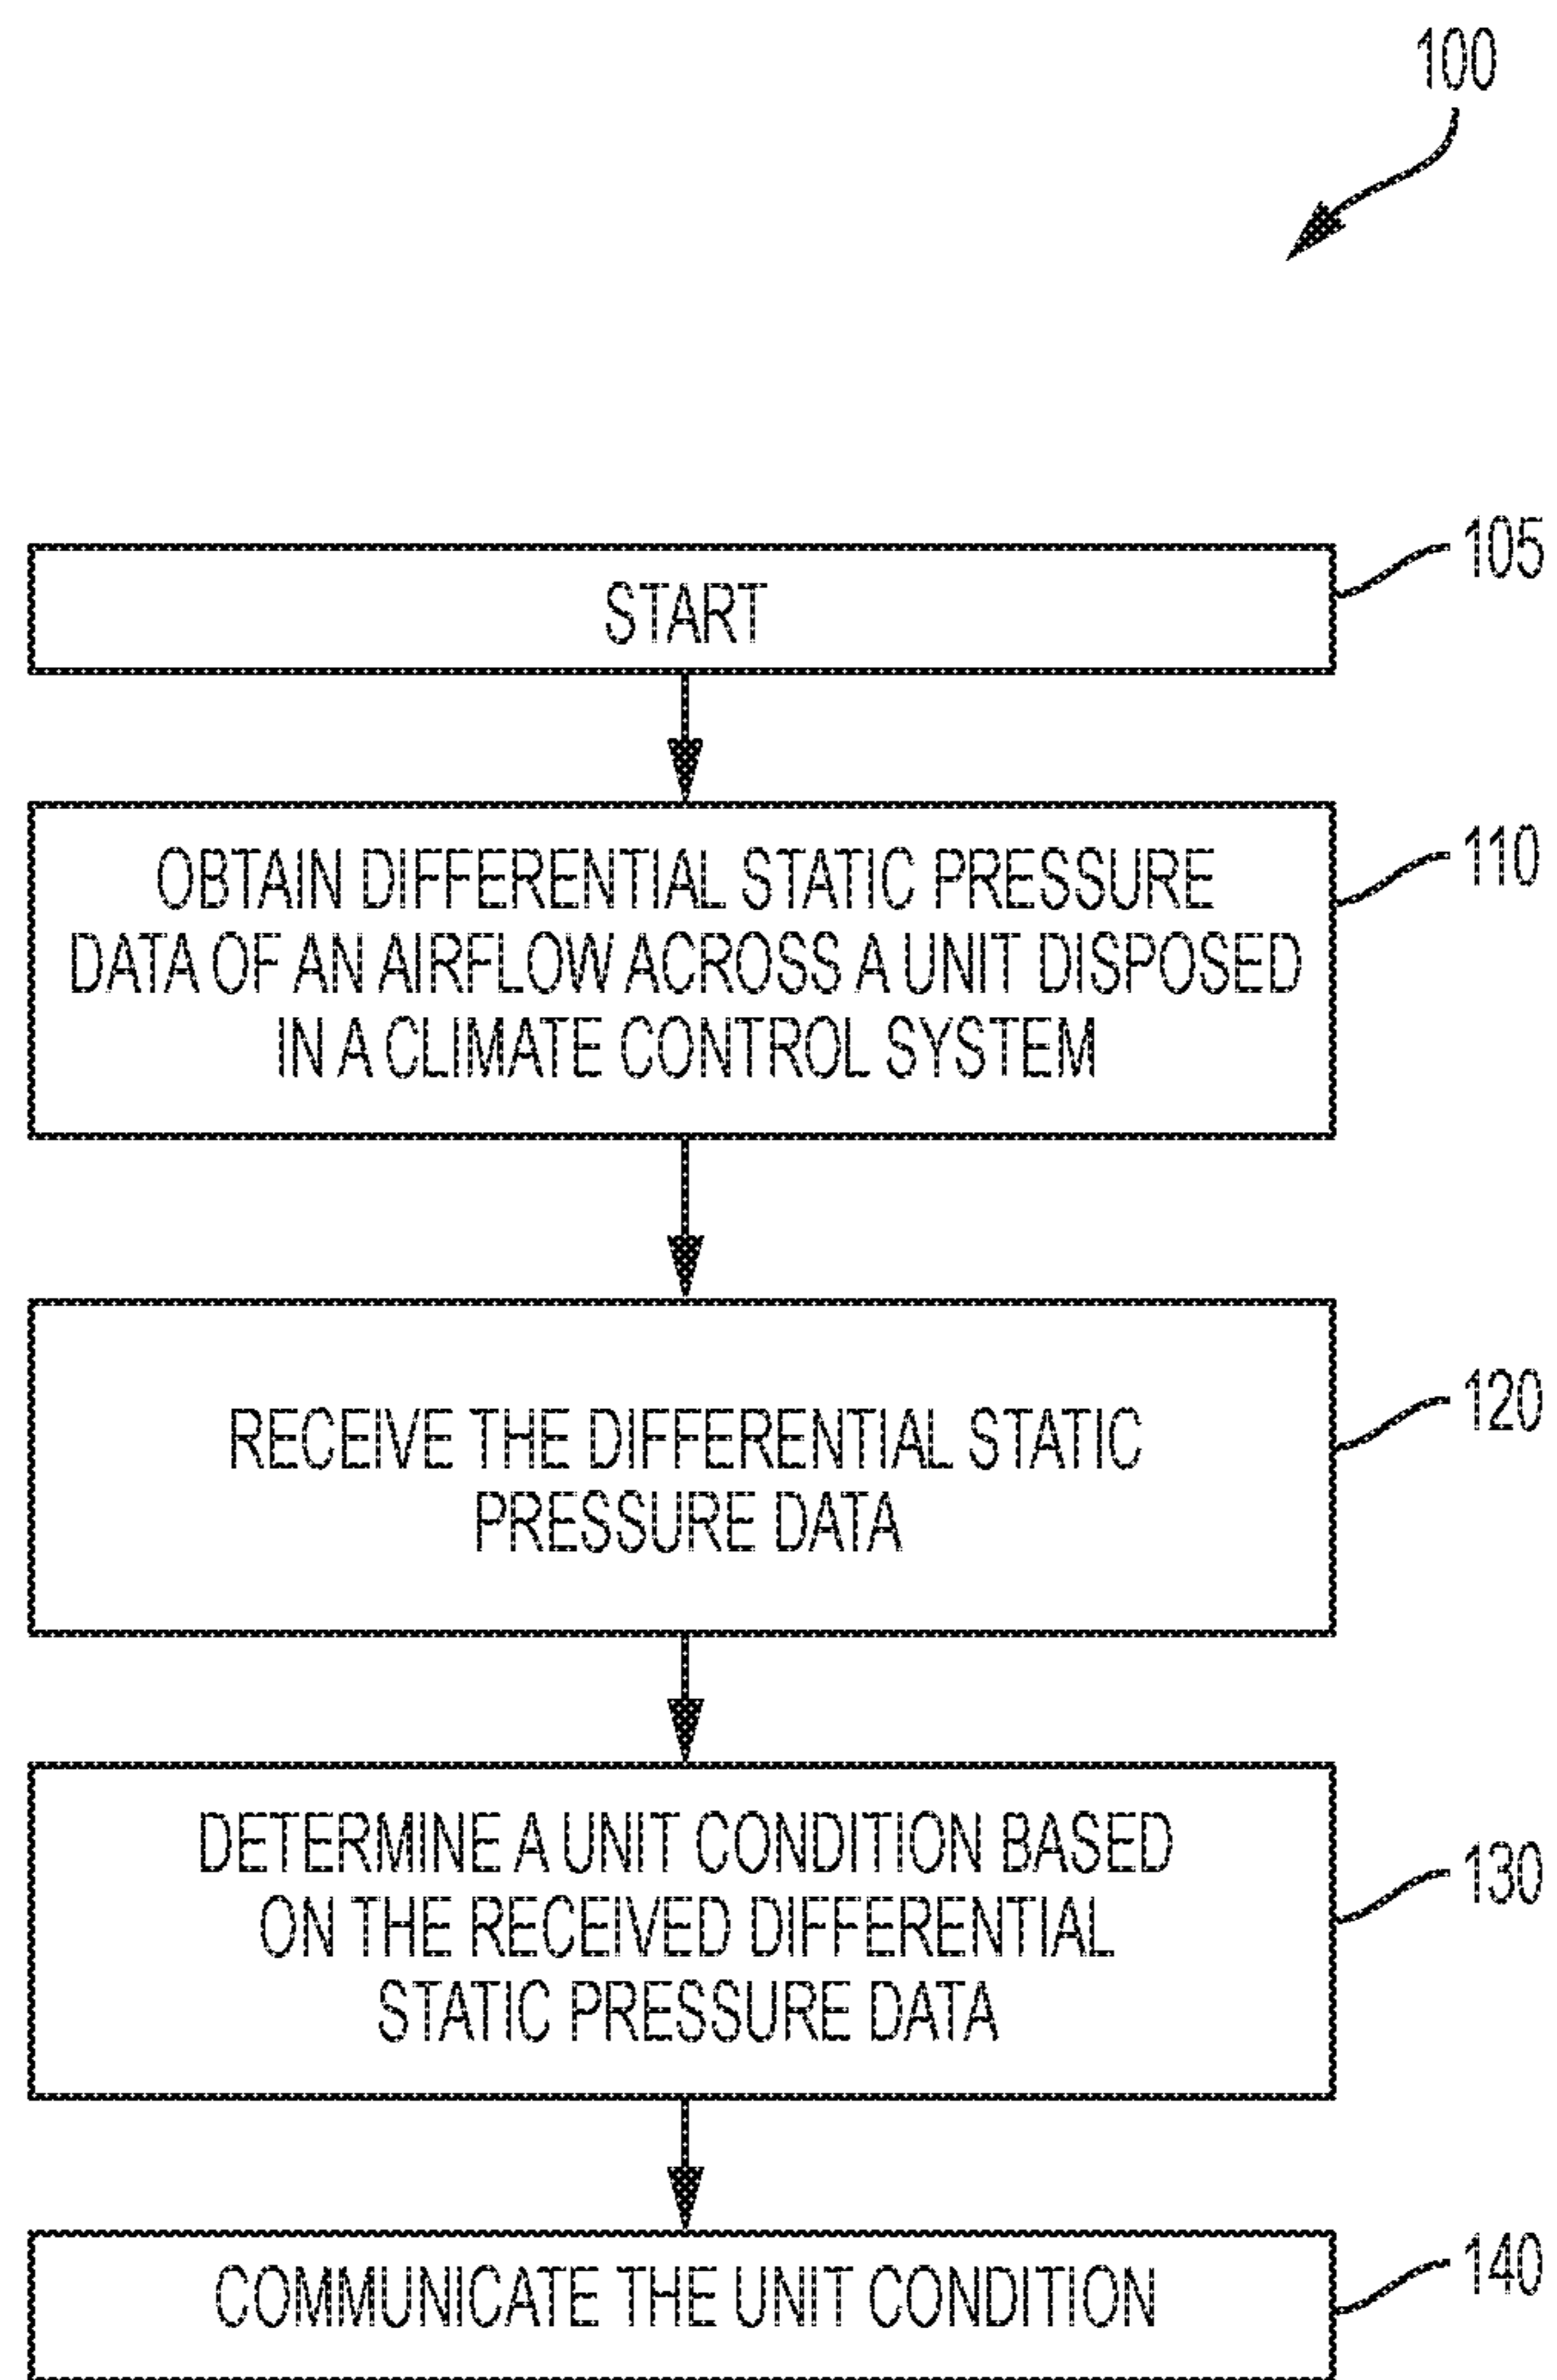 100
START
105
OBTAIN DIFFERENTIAL STATIC PRESSURE
DATA OF AN AIRFLOW ACROSS A UNIT DISPOSED
IN A CLIMATE CONTROL SYSTEM
110
RECEIVE THE DIFFERENTIAL STATIC
PRESSURE DATA
120
DETERMINE A UNIT CONDITION BASED
ON THE RECEIVED DIFFERENTIAL
STATIC PRESSURE DATA
130
COMMUNICATE THE UNIT CONDITION
140